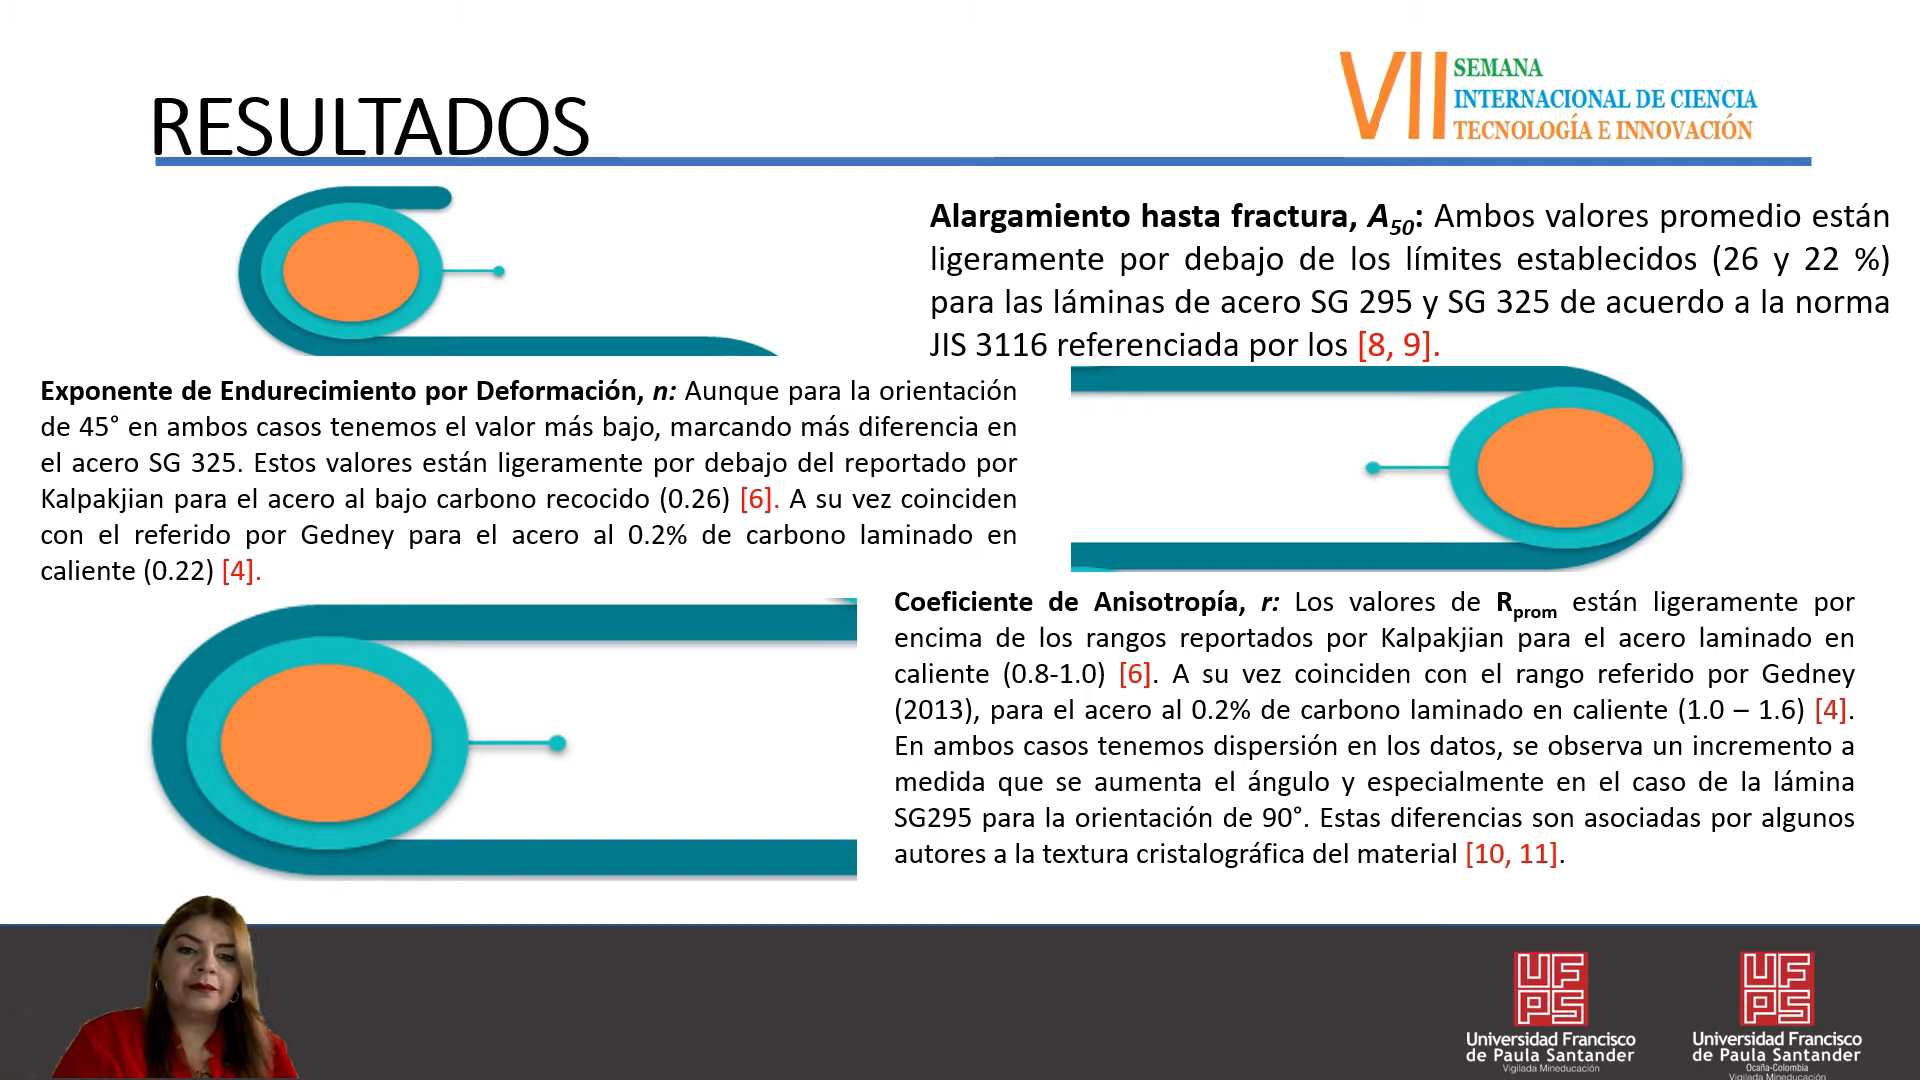 RESULTADOS
VII
SEMANA
INTERNACIONAL DE CIENCIA
TECNOLOGÍA E INNOVACIÓN
Alargamiento hasta fractura, A50: Ambos valores promedio están
ligeramente por debajo de los límites establecidos (26 y 22 %)
para las láminas de acero SG 295 y SG 325 de acuerdo a la norma
JIS 3116 referenciada por los [8, 9].
Exponente de Endurecimiento por Deformación, n: Aunque para la orientación
de 45° en ambos casos tenemos el valor más bajo, marcando más diferencia en
el acero SG 325. Estos valores están ligeramente por debajo del reportado por
Kalpakjian para el acero al bajo carbono recocido (0.26) [6]. A su vez coinciden
con el referido por Gedney para el acero al 0.2% de carbono laminado en
caliente (0.22) [4].
Coeficiente de Anisotropía, r: Los valores de Rprom están ligeramente por
encima de los rangos reportados por Kalpakjian para el acero laminado en
caliente (0.8-1.0) [6]. A su vez coinciden con el rango referido por Gedney
(2013), para el acero al 0.2% de carbono laminado en caliente (1.0 – 1.6) [4].
En ambos casos tenemos dispersión en los datos, se observa un incremento a
medida que se aumenta el ángulo y especialmente en el caso de la lámina
SG295 para la orientación de 90°. Estas diferencias son asociadas por algunos
autores a la textura cristalográfica del material [10, 11].
UFPS
Universidad Francisco
de Paula Santander
Vigilada Mineducación
UFPS
Universidad Francisco
de Paula Santander
Ocaña-Colombia
Vigilada Mineducación